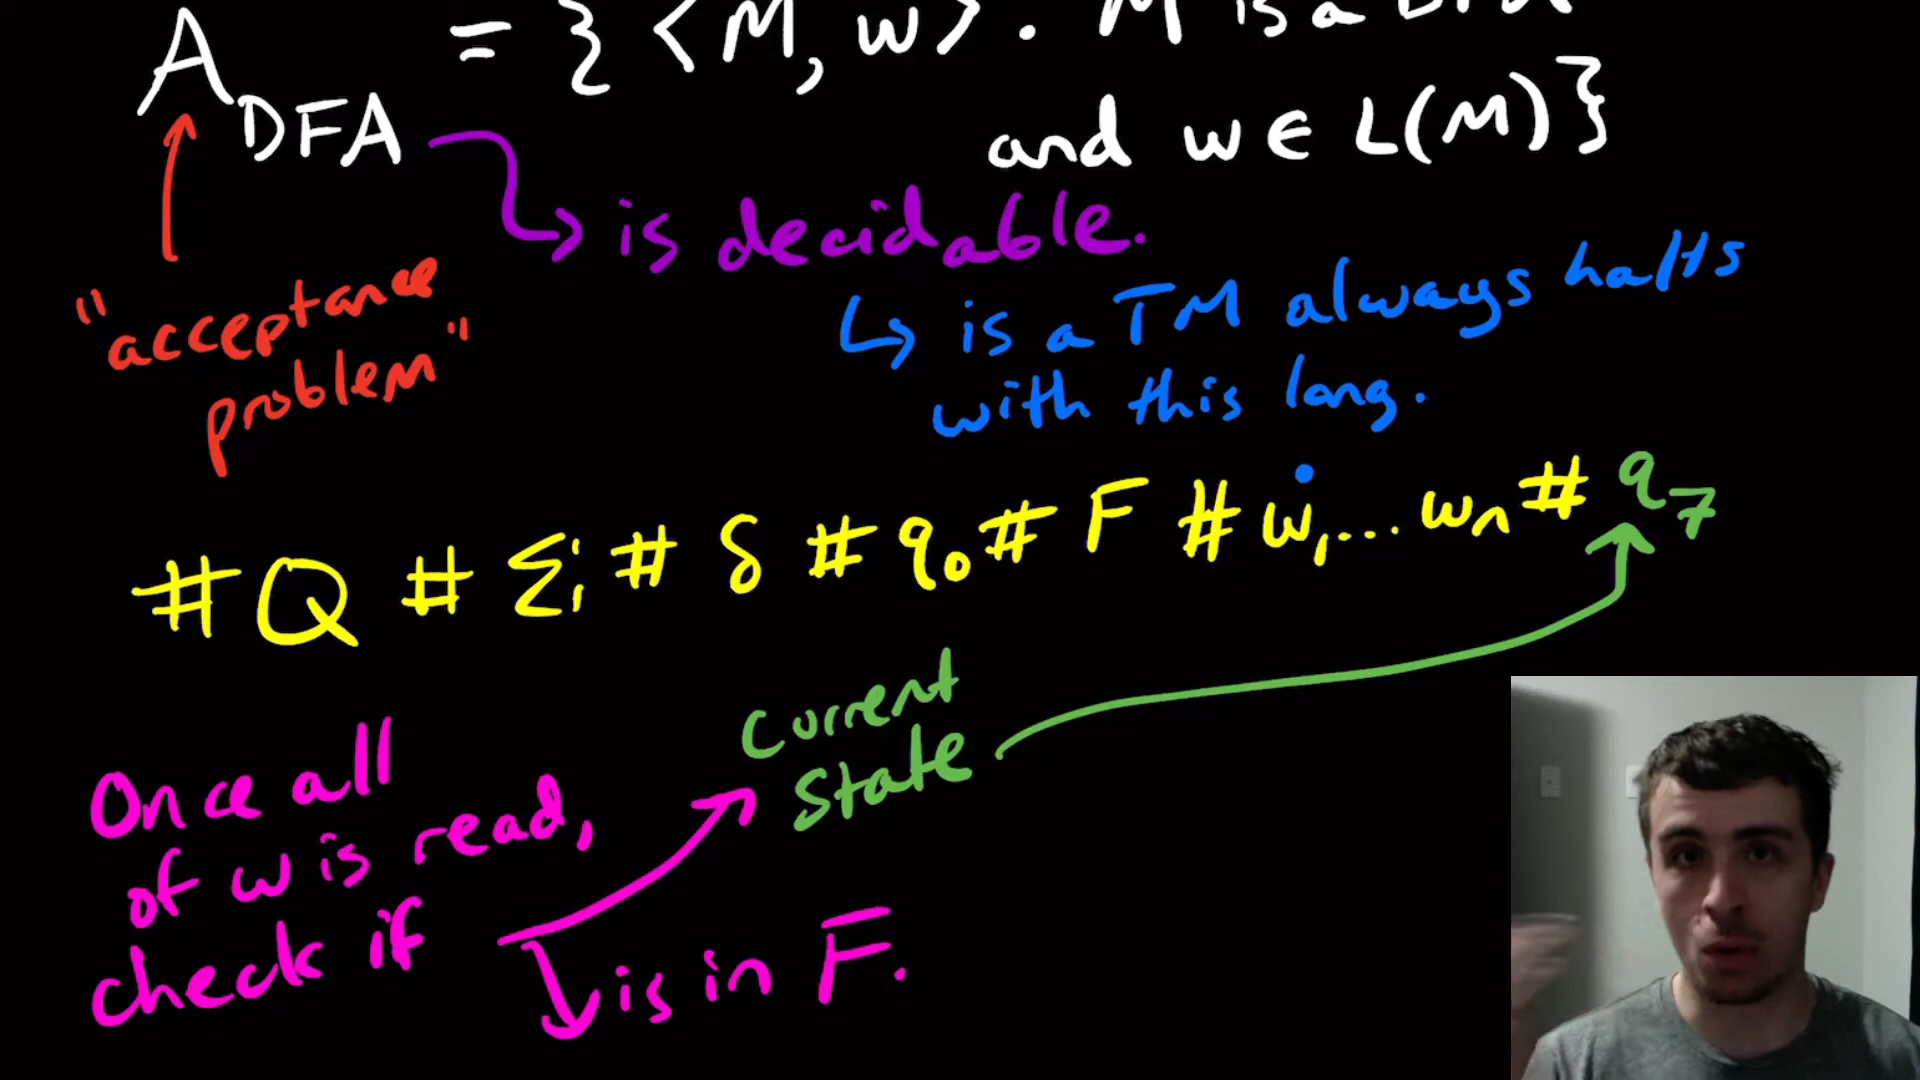 A DFA = { <M, w> : M is a DFA
and w ∈ L(M) }
is decidable.
"acceptance
problem"
is a TM always halts
with this lang.
# Q # Σ # δ # q0 # F # w1 ... wn # q7
Current
State
Once all
of w is read,
check if
is in F.